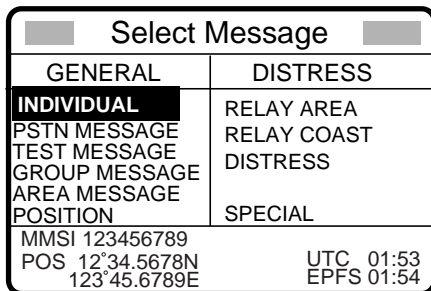 Select Message
GENERAL
INDIVIDUAL
PSTN MESSAGE
TEST MESSAGE
GROUP MESSAGE
AREA MESSAGE
POSITION
DISTRESS
RELAY AREA
RELAY COAST
DISTRESS
SPECIAL
MMSI 123456789
POS 12°34.5678N
123°45.6789E
UTC 01:53
EPFS 01:54